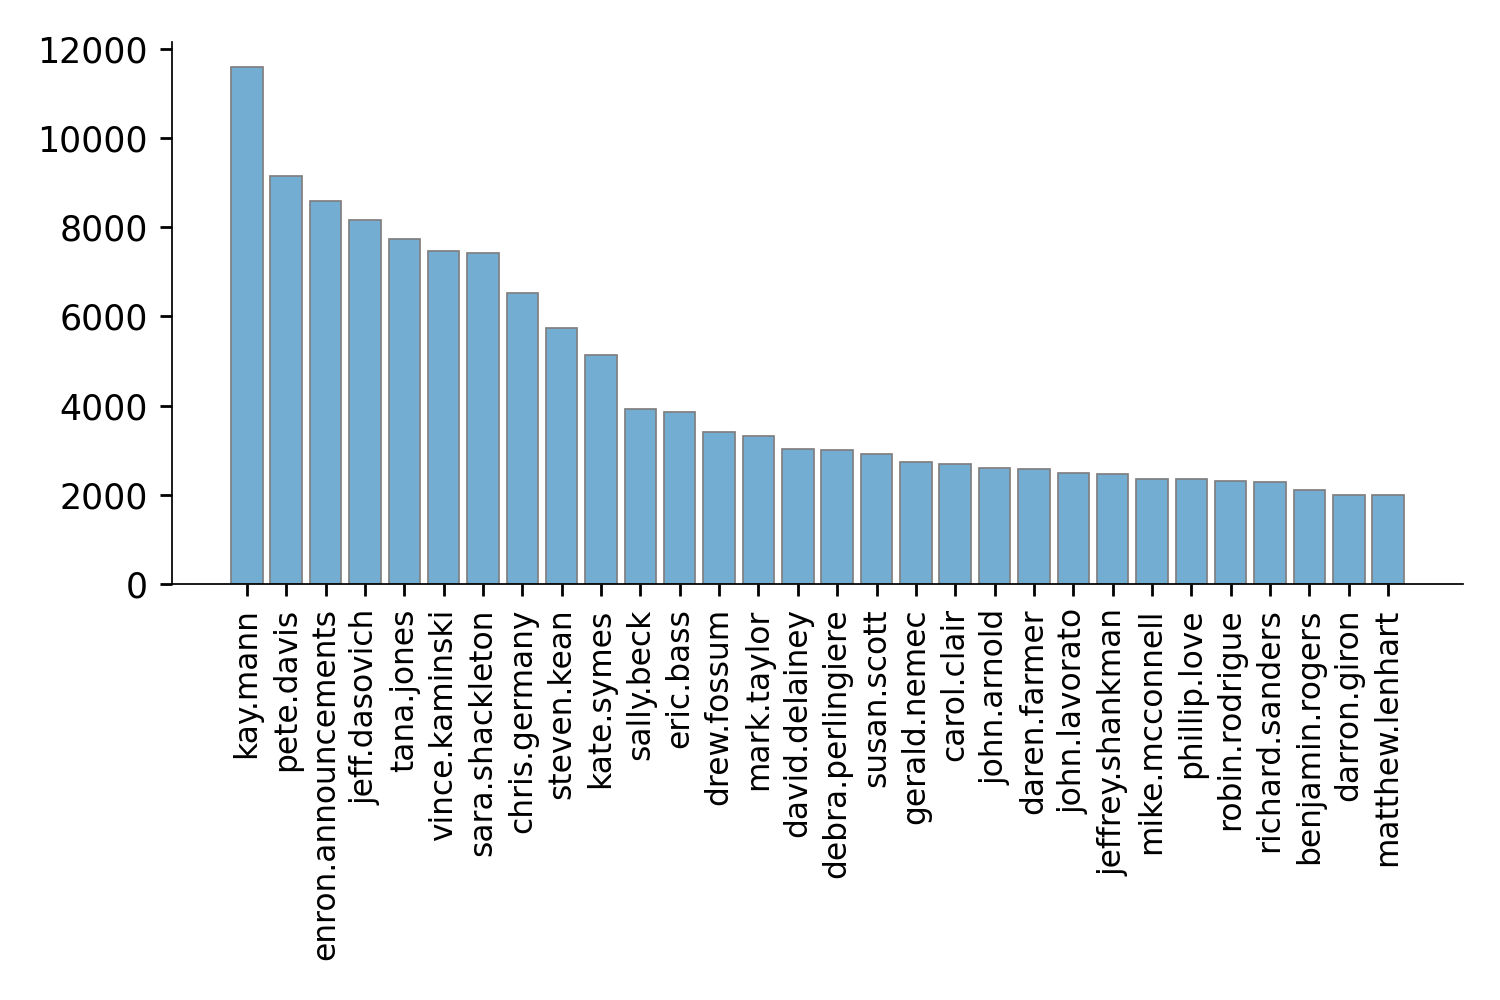 12000
10000
8000
6000
4000
2000
0
kay.mann
pete.davis
enron.announcements
jeff.dasovich
tana.jones
vince.kaminski
sara.shackleton
chris.germany
steven.kean
kate.symes
sally.beck
eric.bass
drew.fossum
mark.taylor
david.delainey
debra.perlingiere
susan.scott
gerald.nemec
carol.clair
john.arnold
daren.farmer
john.lavorato
jeffrey.shankman
mike.mcconnell
phillip.love
robin.rodrigue
richard.sanders
benjamin.rogers
darron.giron
matthew.lenhart